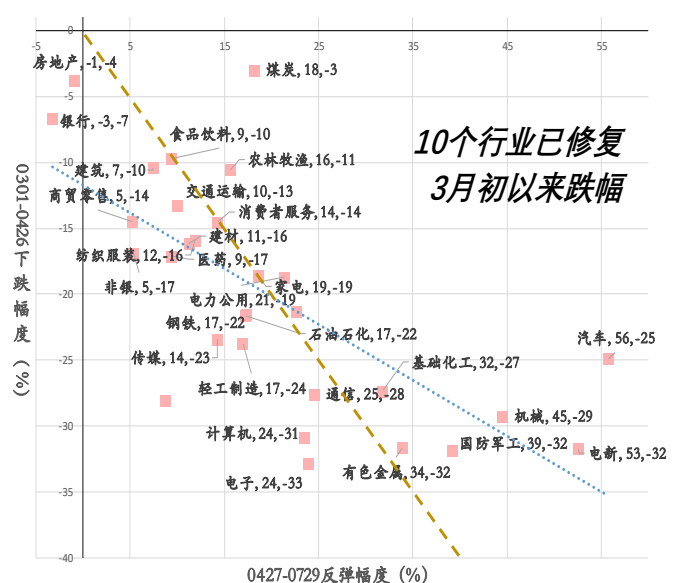 0
-5
5
15
25
35
45
55
房地产, -1, -4
煤炭, 18, -3
-5
银行, -3, -7
食品饮料, 9, -10
10个行业已修复
3月初以来跌幅
-10
建筑, 7, -10
农林牧渔, 16, -11
商贸零售, 5, -14
交通运输, 10, -13
消费者服务, 14, -14
-15
建材, 11, -16
纺织服装, 12, -16
医药, 9, -17
非银, 5, -17
家电, 19, -19
-20
电力公用, 21, -19
钢铁, 17, -22
石油石化, 17, -22
汽车, 56, -25
传媒, 14, -23
-25
基础化工, 32, -27
轻工制造, 17, -24
通信, 25, -28
机械, 45, -29
-30
计算机, 24, -31
国防军工, 39, -32
电新, 53, -32
有色金属, 34, -32
电子, 24, -33
-35
-40
0301-0426下跌幅度（%）
0427-0729反弹幅度（%）